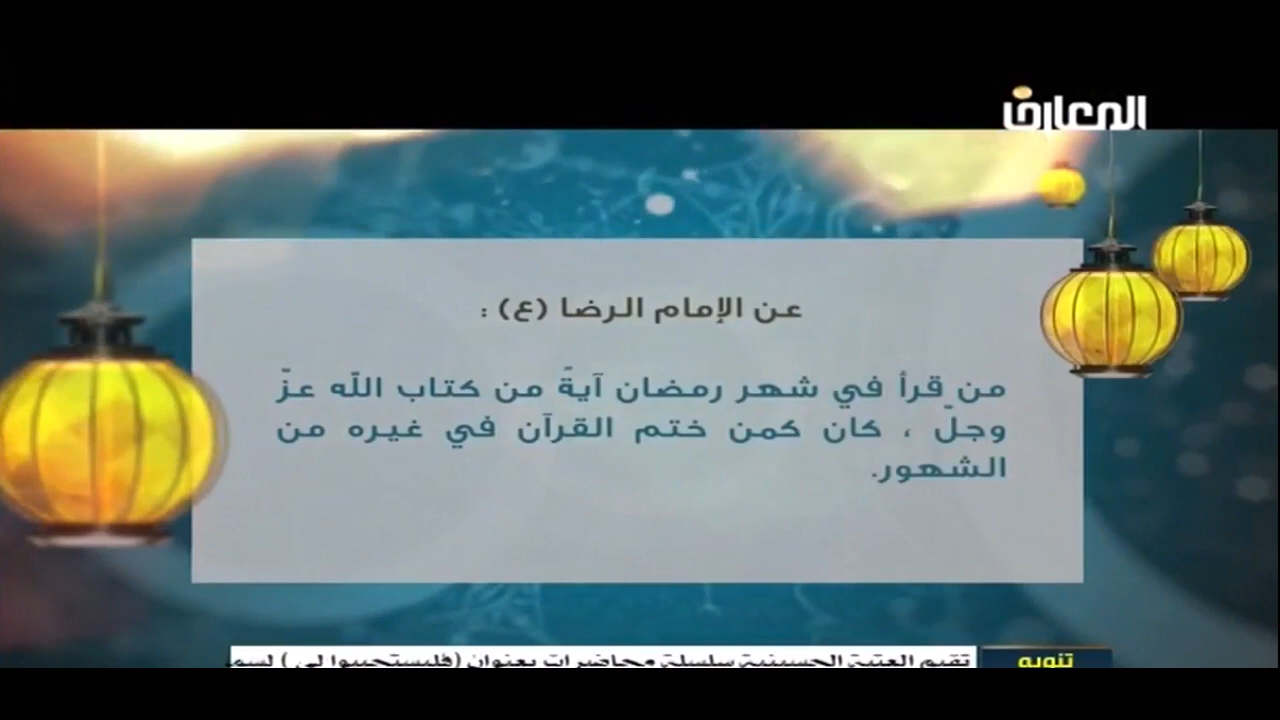 المعارف
عن الإمام الرضا (ع) :
من قرأ في شهر رمضان آيةً من كتاب الله عزّ
وجلّ ، كان كمن ختم القرآن في غيره من
الشهور.
تنويه
تقيم العتبة الحسينية سلسلة محاضرات بعنوان (فليستجيبوا لي )